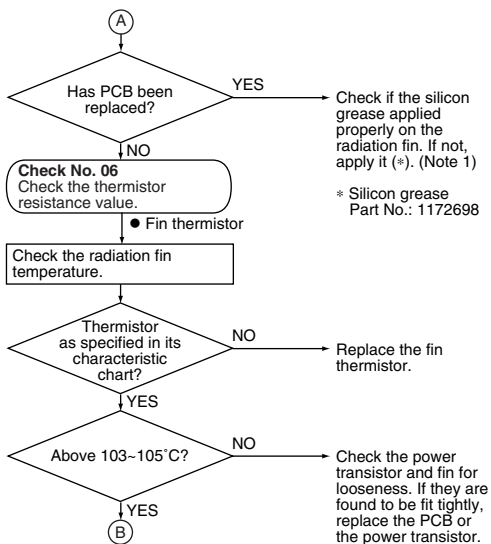 A
Has PCB been
replaced?
YES
Check if the silicon
grease applied
properly on the
radiation fin. If not,
apply it (*). (Note 1)
* Silicon grease
Part No.: 1172698
NO
Check No. 06
Check the thermistor
resistance value.
● Fin thermistor
Check the radiation fin
temperature.
Thermistor
as specified in its
characteristic
chart?
NO
Replace the fin
thermistor.
YES
Above 103~105˚C?
NO
Check the power
transistor and fin for
looseness. If they are
found to be fit tightly,
replace the PCB or
the power transistor.
YES
B